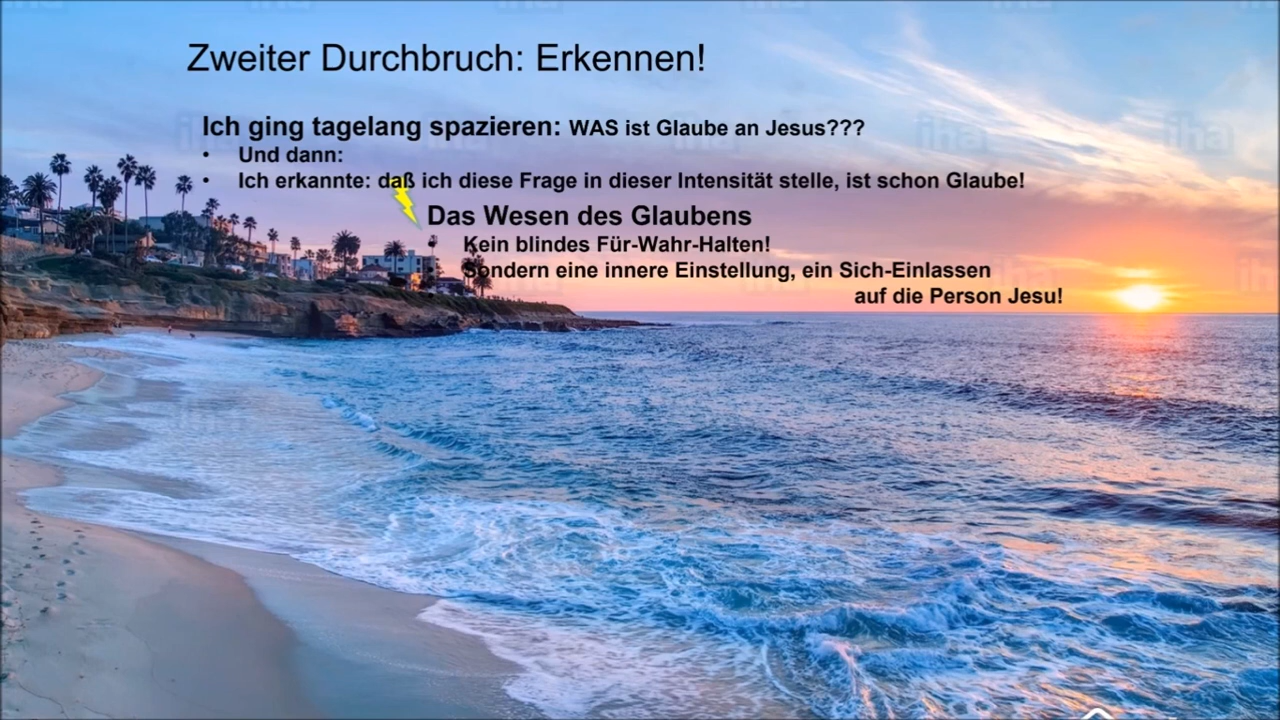 Zweiter Durchbruch: Erkennen!
Ich ging tagelang spazieren: WAS ist Glaube an Jesus???
• Und dann:
• Ich erkannte: daß ich diese Frage in dieser Intensität stelle, ist schon Glaube!
Das Wesen des Glaubens
Kein blindes Für-Wahr-Halten!
Sondern eine innere Einstellung, ein Sich-Einlassen
auf die Person Jesu!
iha